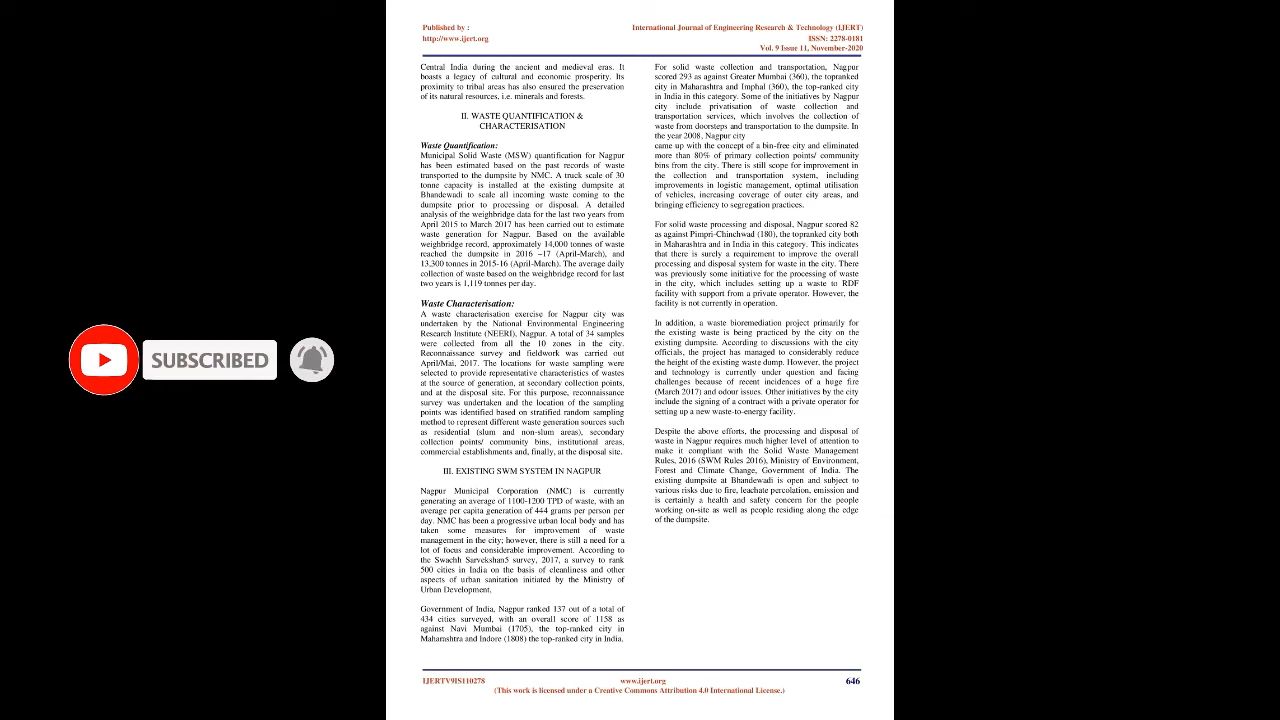 Published by :
http://www.ijert.org
International Journal of Engineering Research & Technology (IJERT)
ISSN: 2278-0181
Vol. 9 Issue 11, November-2020
Central India during the ancient and medieval eras. It
boasts a legacy of cultural and economic prosperity. Its
proximity to tribal areas has also ensured the preservation
of its natural resources, i.e. minerals and forests.
II. WASTE QUANTIFICATION &
CHARACTERISATION
Waste Quantification:
Municipal Solid Waste (MSW) quantification for Nagpur
has been estimated based on the past records of waste
transported to the dumpsite by NMC. A truck scale of 30
tonne capacity is installed at the existing dumpsite at
Bhandewadi to scale all incoming waste coming to the
dumpsite prior to processing or disposal. A detailed
analysis of the weighbridge data for the last two years from
April 2015 to March 2017 has been carried out to estimate
waste generation for Nagpur. Based on the available
weighbridge record, approximately 14,000 tonnes of waste
reached the dumpsite in 2016 –17 (April-March), and
13,300 tonnes in 2015-16 (April-March). The average daily
collection of waste based on the weighbridge record for last
two years is 1,119 tonnes per day.
Waste Characterisation:
A waste characterisation exercise for Nagpur city was
undertaken by the National Environmental Engineering
Research Institute (NEERI), Nagpur. A total of 34 samples
were collected from all the 10 zones in the city.
Reconnaissance survey and fieldwork was carried out
April/Mai, 2017. The locations for waste sampling were
selected to provide representative characteristics of wastes
at the source of generation, at secondary collection points,
and at the disposal site. For this purpose, reconnaissance
survey was undertaken and the location of the sampling
points was identified based on stratified random sampling
method to represent different waste generation sources such
as residential (slum and non-slum areas), secondary
collection points/ community bins, institutional areas,
commercial establishments and, finally, at the disposal site.
III. EXISTING SWM SYSTEM IN NAGPUR
Nagpur Municipal Corporation (NMC) is currently
generating an average of 1100-1200 TPD of waste, with an
average per capita generation of 444 grams per person per
day. NMC has been a progressive urban local body and has
taken some measures for improvement of waste
management in the city; however, there is still a need for a
lot of focus and considerable improvement. According to
the Swachh Sarvekshan5 survey, 2017, a survey to rank
500 cities in India on the basis of cleanliness and other
aspects of urban sanitation initiated by the Ministry of
Urban Development,
Government of India, Nagpur ranked 137 out of a total of
434 cities surveyed, with an overall score of 1158 as
against Navi Mumbai (1705), the top-ranked city in
Maharashtra and Indore (1808) the top-ranked city in India.
For solid waste collection and transportation, Nagpur
scored 293 as against Greater Mumbai (360), the topranked
city in Maharashtra and Imphal (360), the top-ranked city
in India in this category. Some of the initiatives by Nagpur
city include privatisation of waste collection and
transportation services, which involves the collection of
waste from doorsteps and transportation to the dumpsite. In
the year 2008, Nagpur city
came up with the concept of a bin-free city and eliminated
more than 80% of primary collection points/ community
bins from the city. There is still scope for improvement in
the collection and transportation system, including
improvements in logistic management, optimal utilisation
of vehicles, increasing coverage of outer city areas, and
bringing efficiency to segregation practices.
For solid waste processing and disposal, Nagpur scored 82
as against Pimpri-Chinchwad (180), the topranked city both
in Maharashtra and in India in this category. This indicates
that there is surely a requirement to improve the overall
processing and disposal system for waste in the city. There
was previously some initiative for the processing of waste
in the city, which includes setting up a waste to RDF
facility with support from a private operator. However, the
facility is not currently in operation.
In addition, a waste bioremediation project primarily for
the existing waste is being practiced by the city on the
existing dumpsite. According to discussions with the city
officials, the project has managed to considerably reduce
the height of the existing waste dump. However, the project
and technology is currently under question and facing
challenges because of recent incidences of a huge fire
(March 2017) and odour issues. Other initiatives by the city
include the signing of a contract with a private operator for
setting up a new waste-to-energy facility.
Despite the above efforts, the processing and disposal of
waste in Nagpur requires much higher level of attention to
make it compliant with the Solid Waste Management
Rules, 2016 (SWM Rules 2016), Ministry of Environment,
Forest and Climate Change, Government of India. The
existing dumpsite at Bhandewadi is open and subject to
various risks due to fire, leachate percolation, emission and
is certainly a health and safety concern for the people
working on-site as well as people residing along the edge
of the dumpsite.
SUBSCRIBED
IJERTV9IS110278
www.ijert.org
646
(This work is licensed under a Creative Commons Attribution 4.0 International License.)